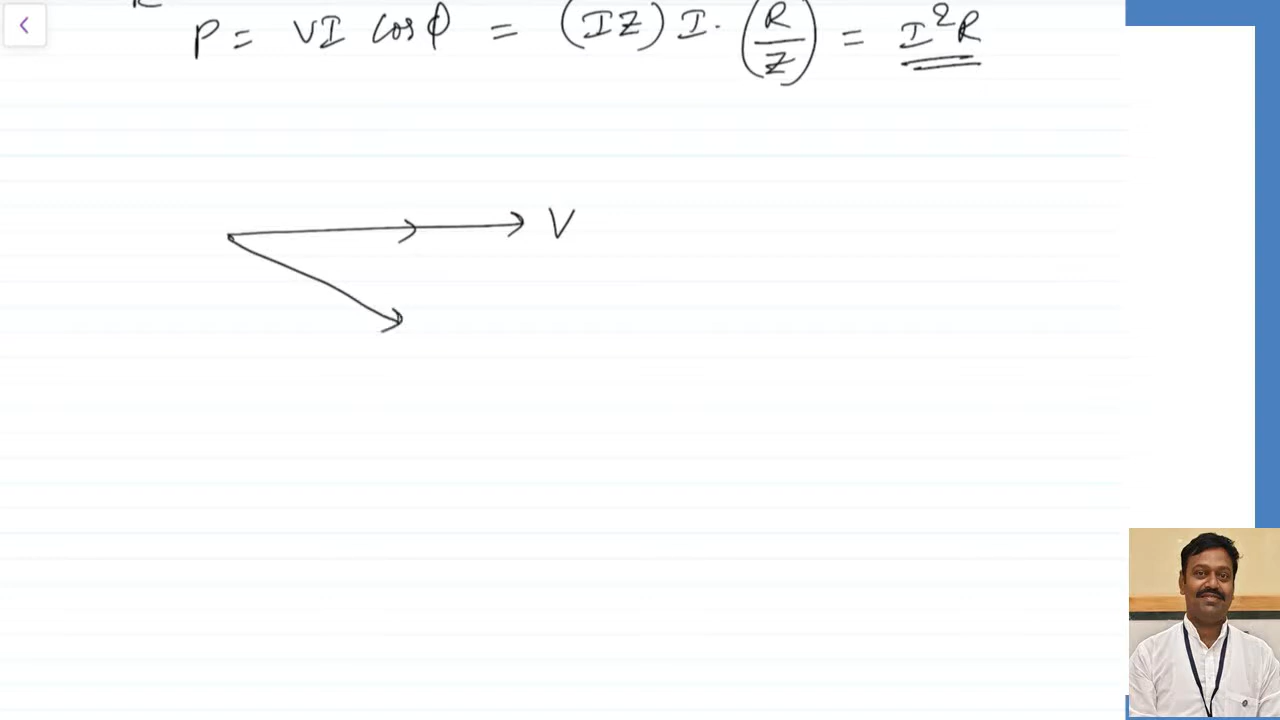 P = VI cos φ = (IZ) I · (R/Z) = I²R
V